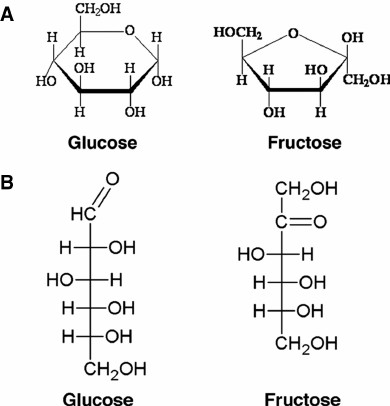 A
CH₂OH
H O H
H
OH H
HO OH
H OH
Glucose
O
HOCH₂ OH
H HO
H CH₂OH
OH H
Fructose
B
O
HC
H OH
HO H
H OH
H OH
CH₂OH
Glucose
CH₂OH
C=O
HO H
H OH
H OH
CH₂OH
Fructose